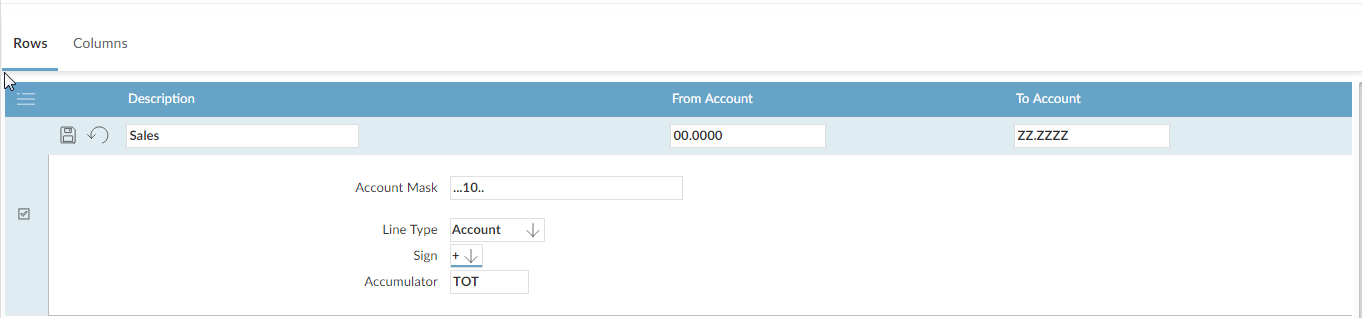 Rows Columns
Description From Account To Account
Sales 00.0000 ZZ.ZZZZ
Account Mask ...10..
Line Type Account
Sign +
Accumulator TOT